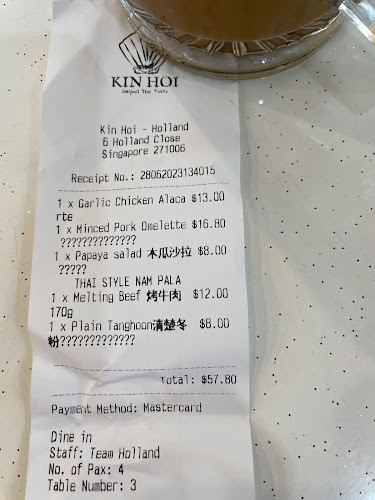 KIN HOI
Kin Hoi - Holland
6 Holland Close
Singapore 271006
Receipt No.: 28062023134015
1 x Garlic Chicken Alaca $13.00
rte
1 x Minced Pork Omelette $16.80
??????????????
1 x Papaya salad 木瓜沙拉 $8.00
?????
THAI STYLE NAM PALA
1 x Melting Beef 烤牛肉 $12.00
170g
1 x Plain Tanghoon清楚冬 $8.00
粉?????????????
Total: $57.80
Payment Method: Mastercard
Dine in
Staff: Team Holland
No. of Pax: 4
Table Number: 3